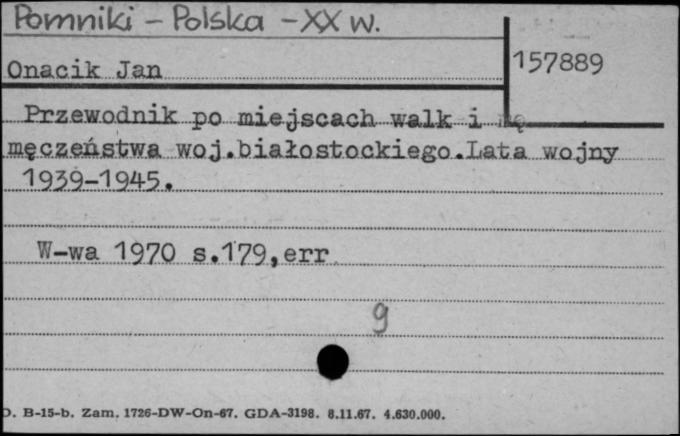 Pomniki - Polska - XX w.
Onacik Jan
157889
Przewodnik po miejscach walk i mę
męczeństwa woj.białostockiego.Lata wojny
1939-1945.
W-wa 1970 s.179,err
g
D. B-15-b. Zam. 1726-DW-On-67. GDA-3198. 8.11.67. 4.630.000.